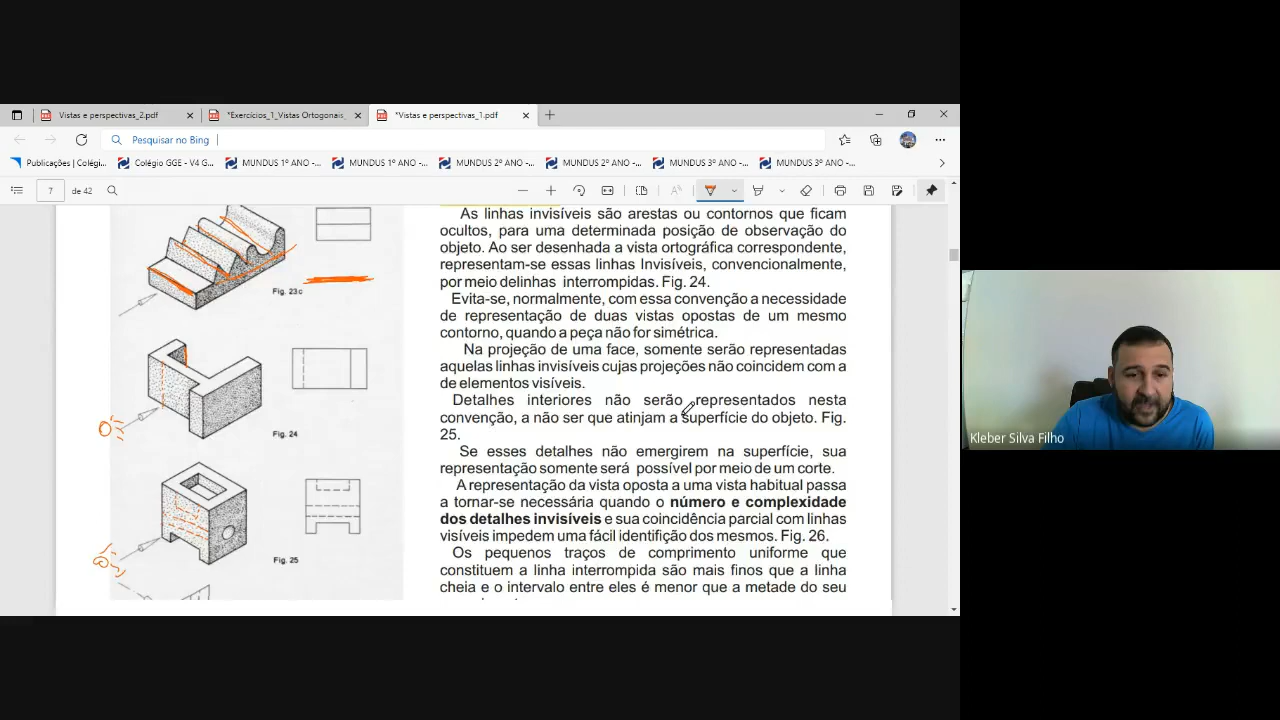 Vistas e perspectivas_2.pdf
*Exercícios_1_Vistas Ortogonais_
*Vistas e perspectivas_1.pdf
Pesquisar no Bing
Publicações | Colégi...
Colégio GGE - V4 G...
MUNDUS 1º ANO -...
MUNDUS 1º ANO -...
MUNDUS 2º ANO -...
MUNDUS 2º ANO -...
MUNDUS 3º ANO -...
MUNDUS 3º ANO -...
7 de 42
Fig. 23c
Fig. 24
Fig. 25
As linhas invisíveis são arestas ou contornos que ficam
ocultos, para uma determinada posição de observação do
objeto. Ao ser desenhada a vista ortográfica correspondente,
representam-se essas linhas Invisíveis, convencionalmente,
por meio delinhas interrompidas. Fig. 24.
Evita-se, normalmente, com essa convenção a necessidade
de representação de duas vistas opostas de um mesmo
contorno, quando a peça não for simétrica.
Na projeção de uma face, somente serão representadas
aquelas linhas invisíveis cujas projeções não coincidem com a
de elementos visíveis.
Detalhes interiores não serão representados nesta
convenção, a não ser que atinjam a superfície do objeto. Fig.
25.
Se esses detalhes não emergirem na superfície, sua
representação somente será possível por meio de um corte.
A representação da vista oposta a uma vista habitual passa
a tornar-se necessária quando o número e complexidade
dos detalhes invisíveis e sua coincidência parcial com linhas
visíveis impedem uma fácil identifição dos mesmos. Fig. 26.
Os pequenos traços de comprimento uniforme que
constituem a linha interrompida são mais finos que a linha
cheia e o intervalo entre eles é menor que a metade do seu
Kleber Silva Filho